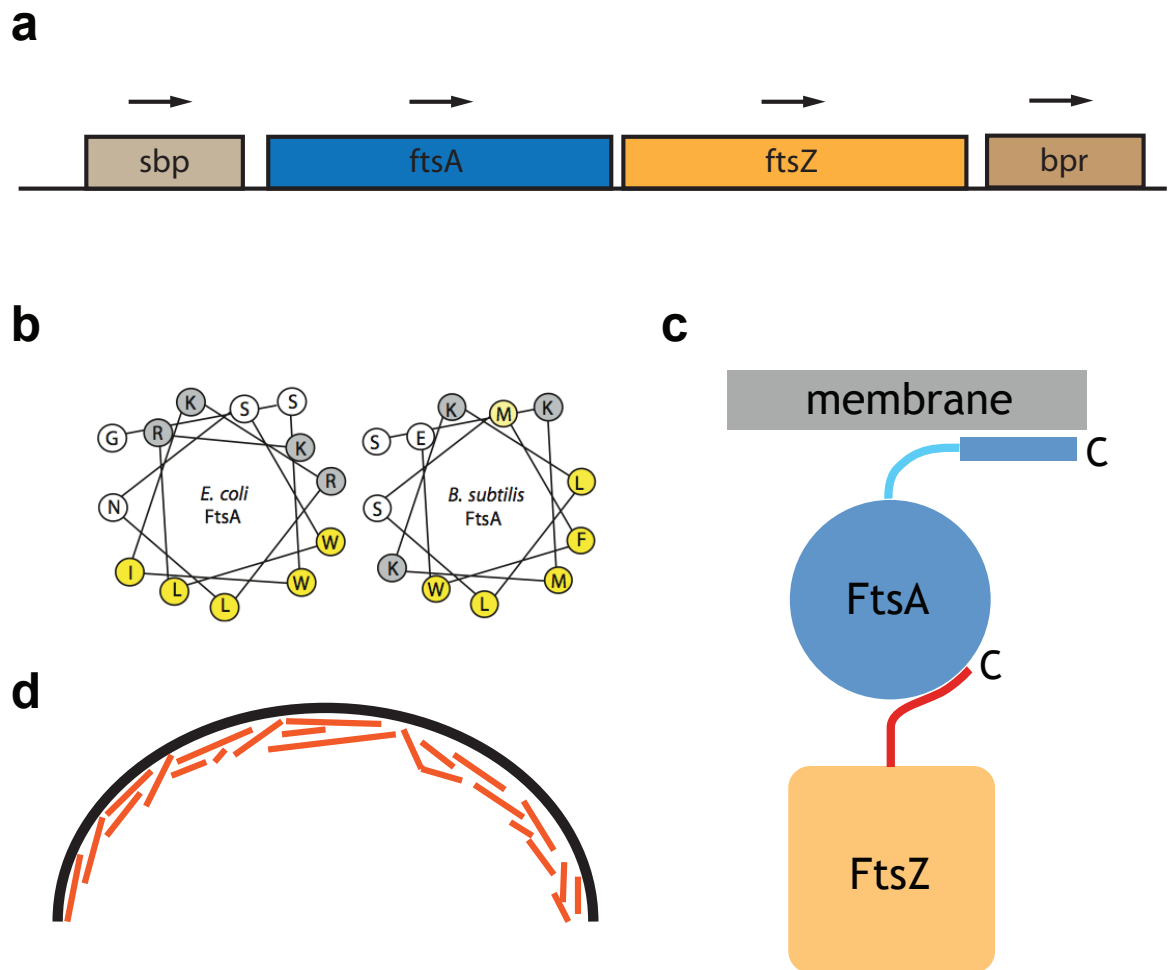 a
sbp ftsA ftsZ bpr
b
K S S
G R K
R
N E. coli
FtsA
W
I L L W
K M K
S E
L
S B. subtilis
FtsA
F
K W L M
c
membrane
C
FtsA
C
FtsZ
d